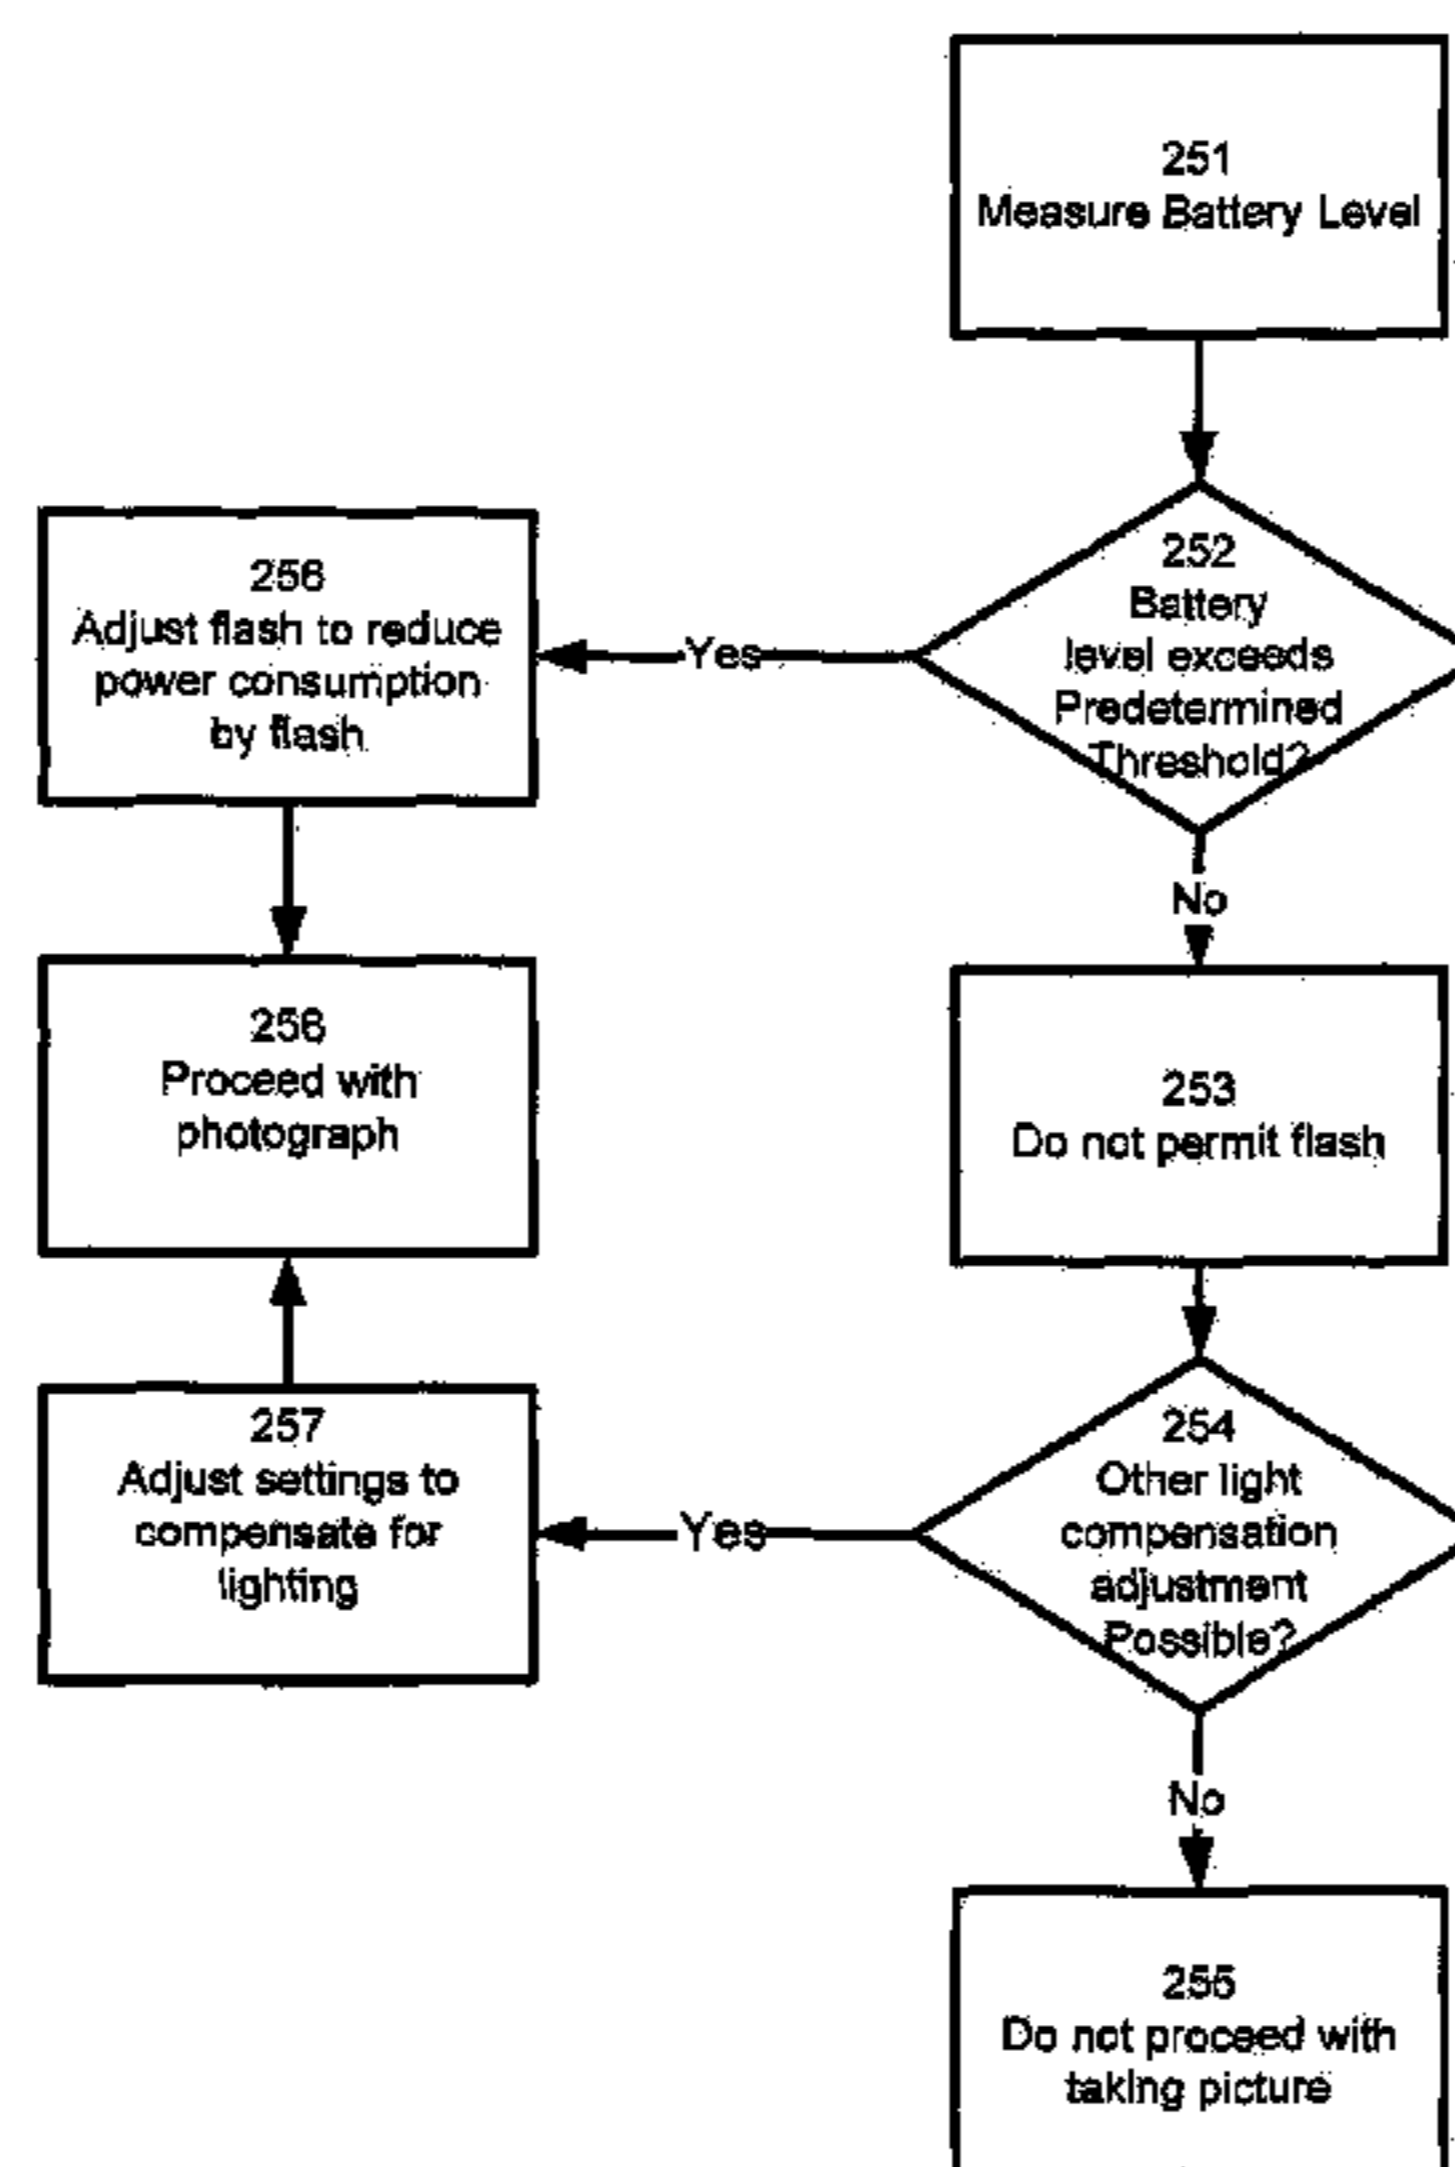 251
Measure Battery Level
252
Battery
level exceeds
Predetermined
Threshold?
Yes
No
256
Adjust flash to reduce
power consumption
by flash
256
Proceed with
photograph
253
Do not permit flash
254
Other light
compensation
adjustment
Possible?
Yes
No
257
Adjust settings to
compensate for
lighting
255
Do not proceed with
taking picture